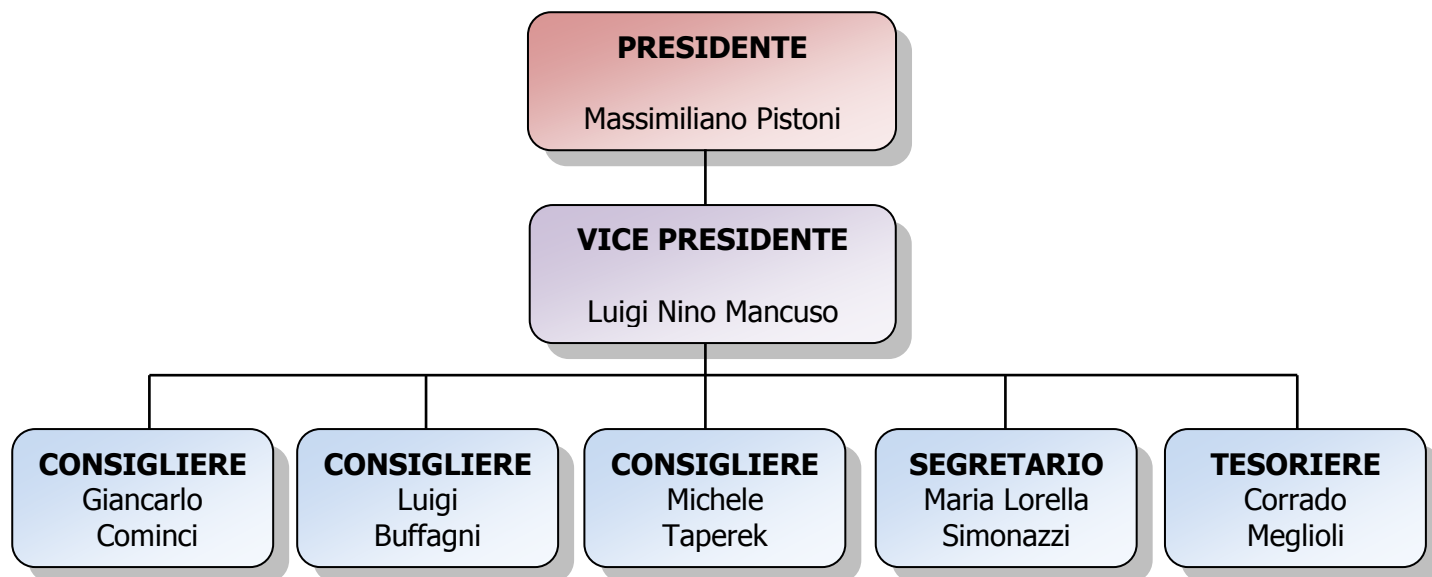 PRESIDENTE
Massimiliano Pistoni
VICE PRESIDENTE
Luigi Nino Mancuso
CONSIGLIERE
Giancarlo
Cominci
CONSIGLIERE
Luigi
Buffagni
CONSIGLIERE
Michele
Taperek
SEGRETARIO
Maria Lorella
Simonazzi
TESORIERE
Corrado
Meglioli